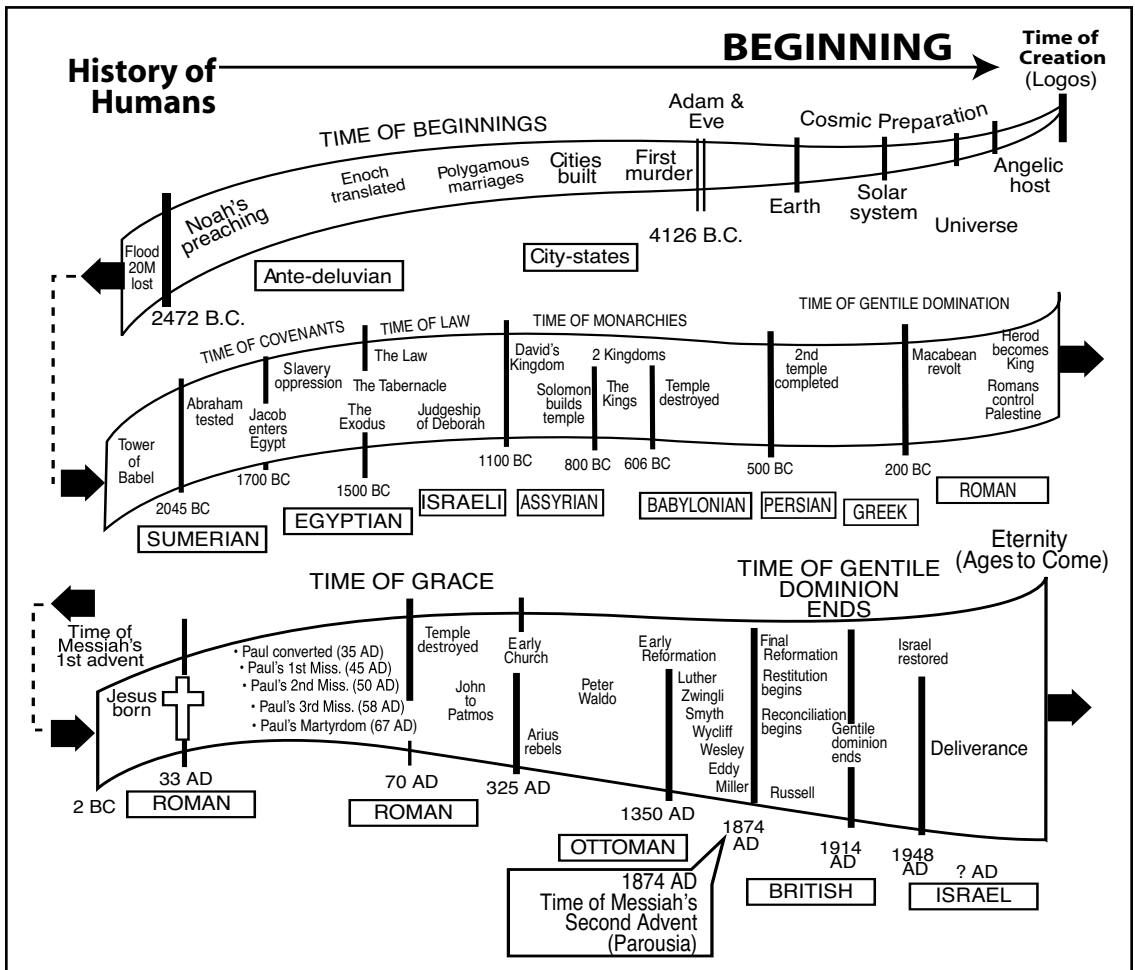 BEGINNING
Time of
Creation
(Logos)
History of
Humans
TIME OF BEGINNINGS
Adam &
Eve
Cosmic Preparation
Enoch
translated
Polygamous
marriages
Cities
built
First
murder
Noah's
preaching
Flood
20M
lost
Earth
Solar
system
Universe
Angelic
host
4126 B.C.
City-states
Ante-deluvian
2472 B.C.
TIME OF COVENANTS
TIME OF LAW
TIME OF MONARCHIES
TIME OF GENTILE DOMINATION
Tower
of
Babel
Abraham
tested
Slavery
oppression
Jacob
enters
Egypt
The Law
The Tabernacle
The
Exodus
Judgeship
of Deborah
David's
Kingdom
Solomon
builds
temple
2 Kingdoms
The
Kings
Temple
destroyed
2nd
temple
completed
Macabean
revolt
Herod
becomes
King
Romans
control
Palestine
2045 BC
1700 BC
1500 BC
1100 BC
800 BC
606 BC
500 BC
200 BC
SUMERIAN
EGYPTIAN
ISRAELI
ASSYRIAN
BABYLONIAN
PERSIAN
GREEK
ROMAN
Eternity
(Ages to Come)
TIME OF GRACE
TIME OF GENTILE
DOMINION
ENDS
Time of
Messiah's
1st advent
Jesus
born
• Paul converted (35 AD)
• Paul's 1st Miss. (45 AD)
• Paul's 2nd Miss. (50 AD)
• Paul's 3rd Miss. (58 AD)
• Paul's Martyrdom (67 AD)
Temple
destroyed
John
to
Patmos
Early
Church
Arius
rebels
Peter
Waldo
Early
Reformation
Luther
Zwingli
Smyth
Wycliff
Wesley
Eddy
Miller
Final
Reformation
Restitution
begins
Reconciliation
begins
Russell
Gentile
dominion
ends
Israel
restored
Deliverance
2 BC
33 AD
70 AD
325 AD
1350 AD
1874
AD
1914
AD
1948
AD
? AD
ROMAN
ROMAN
OTTOMAN
BRITISH
ISRAEL
1874 AD
Time of Messiah's
Second Advent
(Parousia)